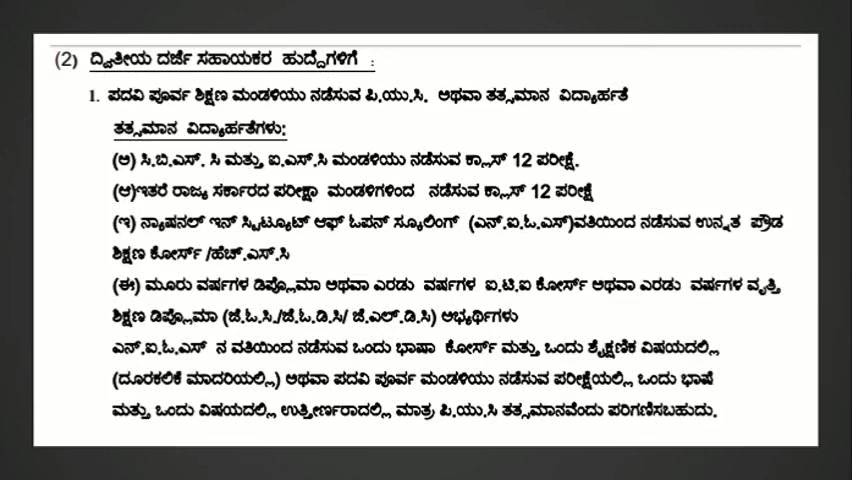 (2) ದ್ವಿತೀಯ ದರ್ಜೆ ಸಹಾಯಕರ ಹುದ್ದೆಗಳಿಗೆ :
1. ಪದವಿ ಪೂರ್ವ ಶಿಕ್ಷಣ ಮಂಡಳಿಯು ನಡೆಸುವ ಪಿ.ಯು.ಸಿ. ಅಥವಾ ತತ್ಸಮಾನ ವಿದ್ಯಾರ್ಹತೆ
ತತ್ಸಮಾನ ವಿದ್ಯಾರ್ಹತೆಗಳು:
(ಅ) ಸಿ.ಬಿ.ಎಸ್. ಸಿ ಮತ್ತು ಐ.ಎಸ್.ಸಿ ಮಂಡಳಿಯು ನಡೆಸುವ ಕ್ಲಾಸ್ 12 ಪರೀಕ್ಷೆ.
(ಆ)ಇತರೆ ರಾಜ್ಯ ಸರ್ಕಾರದ ಪರೀಕ್ಷಾ ಮಂಡಳಿಗಳಿಂದ ನಡೆಸುವ ಕ್ಲಾಸ್ 12 ಪರೀಕ್ಷೆ
(ಇ) ನ್ಯಾಷನಲ್ ಇನ್ ಸ್ಟಿಟ್ಯೂಟ್ ಆಫ್ ಓಪನ್ ಸ್ಕೂಲಿಂಗ್ (ಎನ್.ಐ.ಓ.ಎಸ್)ವತಿಯಿಂದ ನಡೆಸುವ ಉನ್ನತ ಪ್ರೌಢ
ಶಿಕ್ಷಣ ಕೋರ್ಸ್ /ಹೆಚ್.ಎಸ್.ಸಿ
(ಈ) ಮೂರು ವರ್ಷಗಳ ಡಿಪ್ಲೊಮಾ ಅಥವಾ ಎರಡು ವರ್ಷಗಳ ಐ.ಟಿ.ಐ ಕೋರ್ಸ್ ಅಥವಾ ಎರಡು ವರ್ಷಗಳ ವೃತ್ತಿ
ಶಿಕ್ಷಣ ಡಿಪ್ಲೊಮಾ (ಜೆ.ಓ.ಸಿ./ಜೆ.ಓ.ಡಿ.ಸಿ/ ಜೆ.ಎಲ್.ಡಿ.ಸಿ) ಅಭ್ಯರ್ಥಿಗಳು
ಎನ್.ಐ.ಓ.ಎಸ್ ನ ವತಿಯಿಂದ ನಡೆಸುವ ಒಂದು ಭಾಷಾ ಕೋರ್ಸ್ ಮತ್ತು ಒಂದು ಶೈಕ್ಷಣಿಕ ವಿಷಯದಲ್ಲಿ
(ದೂರಕಲಿಕೆ ಮಾದರಿಯಲ್ಲಿ) ಅಥವಾ ಪದವಿ ಪೂರ್ವ ಮಂಡಳಿಯು ನಡೆಸುವ ಪರೀಕ್ಷೆಯಲ್ಲಿ ಒಂದು ಭಾಷೆ
ಮತ್ತು ಒಂದು ವಿಷಯದಲ್ಲಿ ಉತ್ತೀರ್ಣರಾದಲ್ಲಿ ಮಾತ್ರ ಪಿ.ಯು.ಸಿ ತತ್ಸಮಾನವೆಂದು ಪರಿಗಣಿಸಬಹುದು.